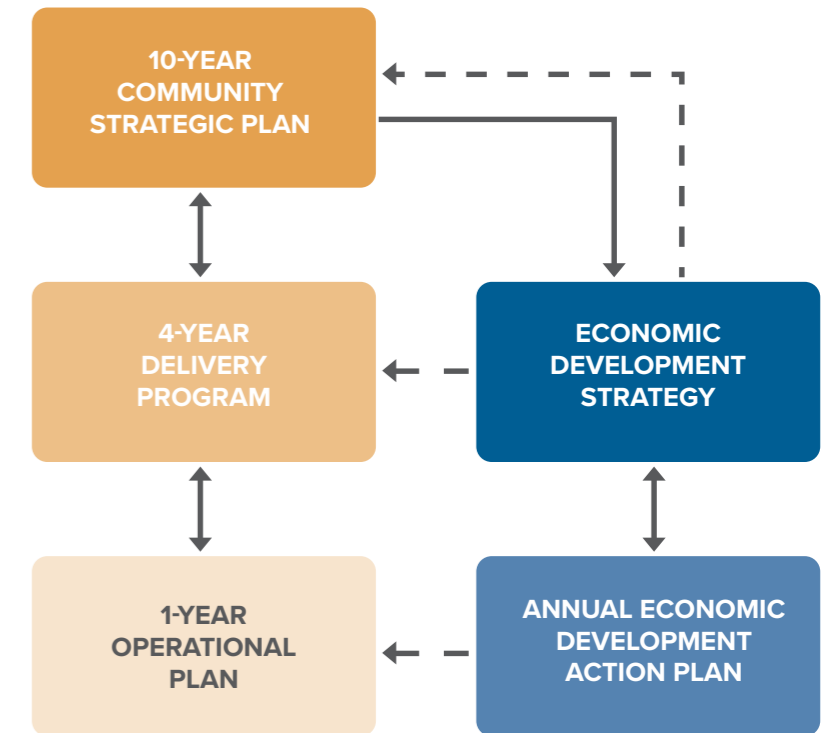 10-YEAR
COMMUNITY
STRATEGIC PLAN
4-YEAR
DELIVERY
PROGRAM
ECONOMIC
DEVELOPMENT
STRATEGY
1-YEAR
OPERATIONAL
PLAN
ANNUAL ECONOMIC
DEVELOPMENT
ACTION PLAN